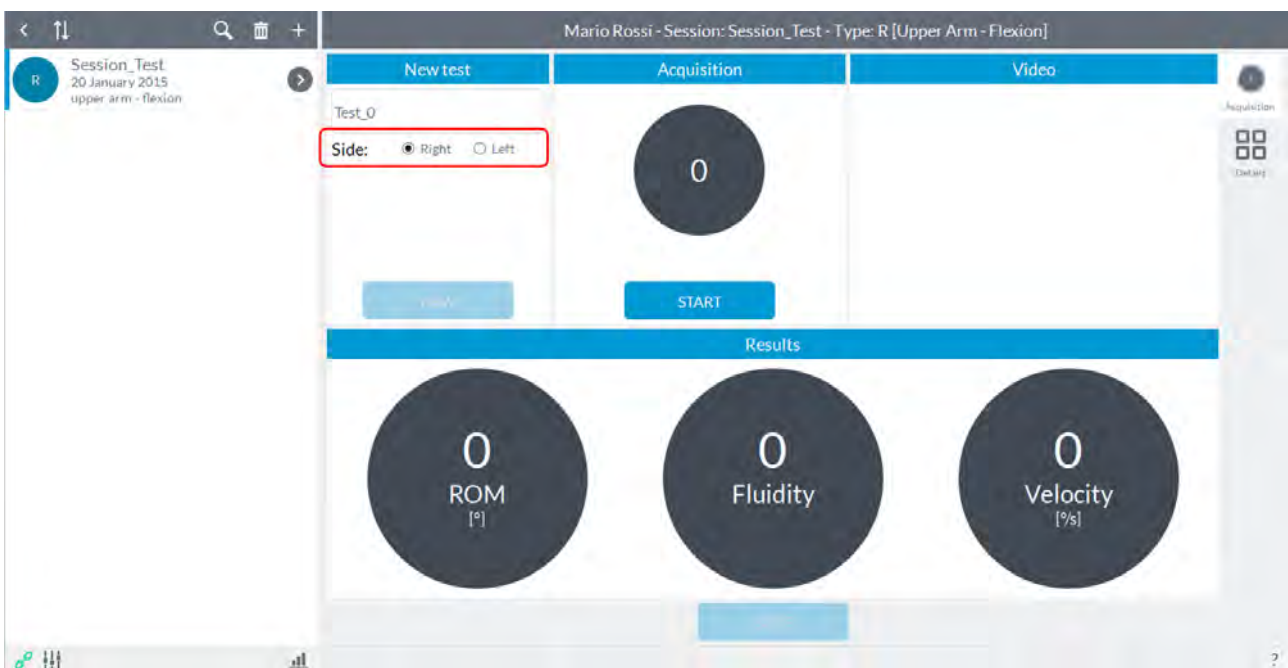 Mario Rossi - Session: Session_Test - Type: R [Upper Arm - Flexion]
R
Session_Test
20 January 2015
upper arm - flexion
New test
Acquisition
Video
Test_0
Side:
Right
Left
0
START
Acquisition
Results
0
ROM
[°]
0
Fluidity
0
Velocity
[°/s]
?